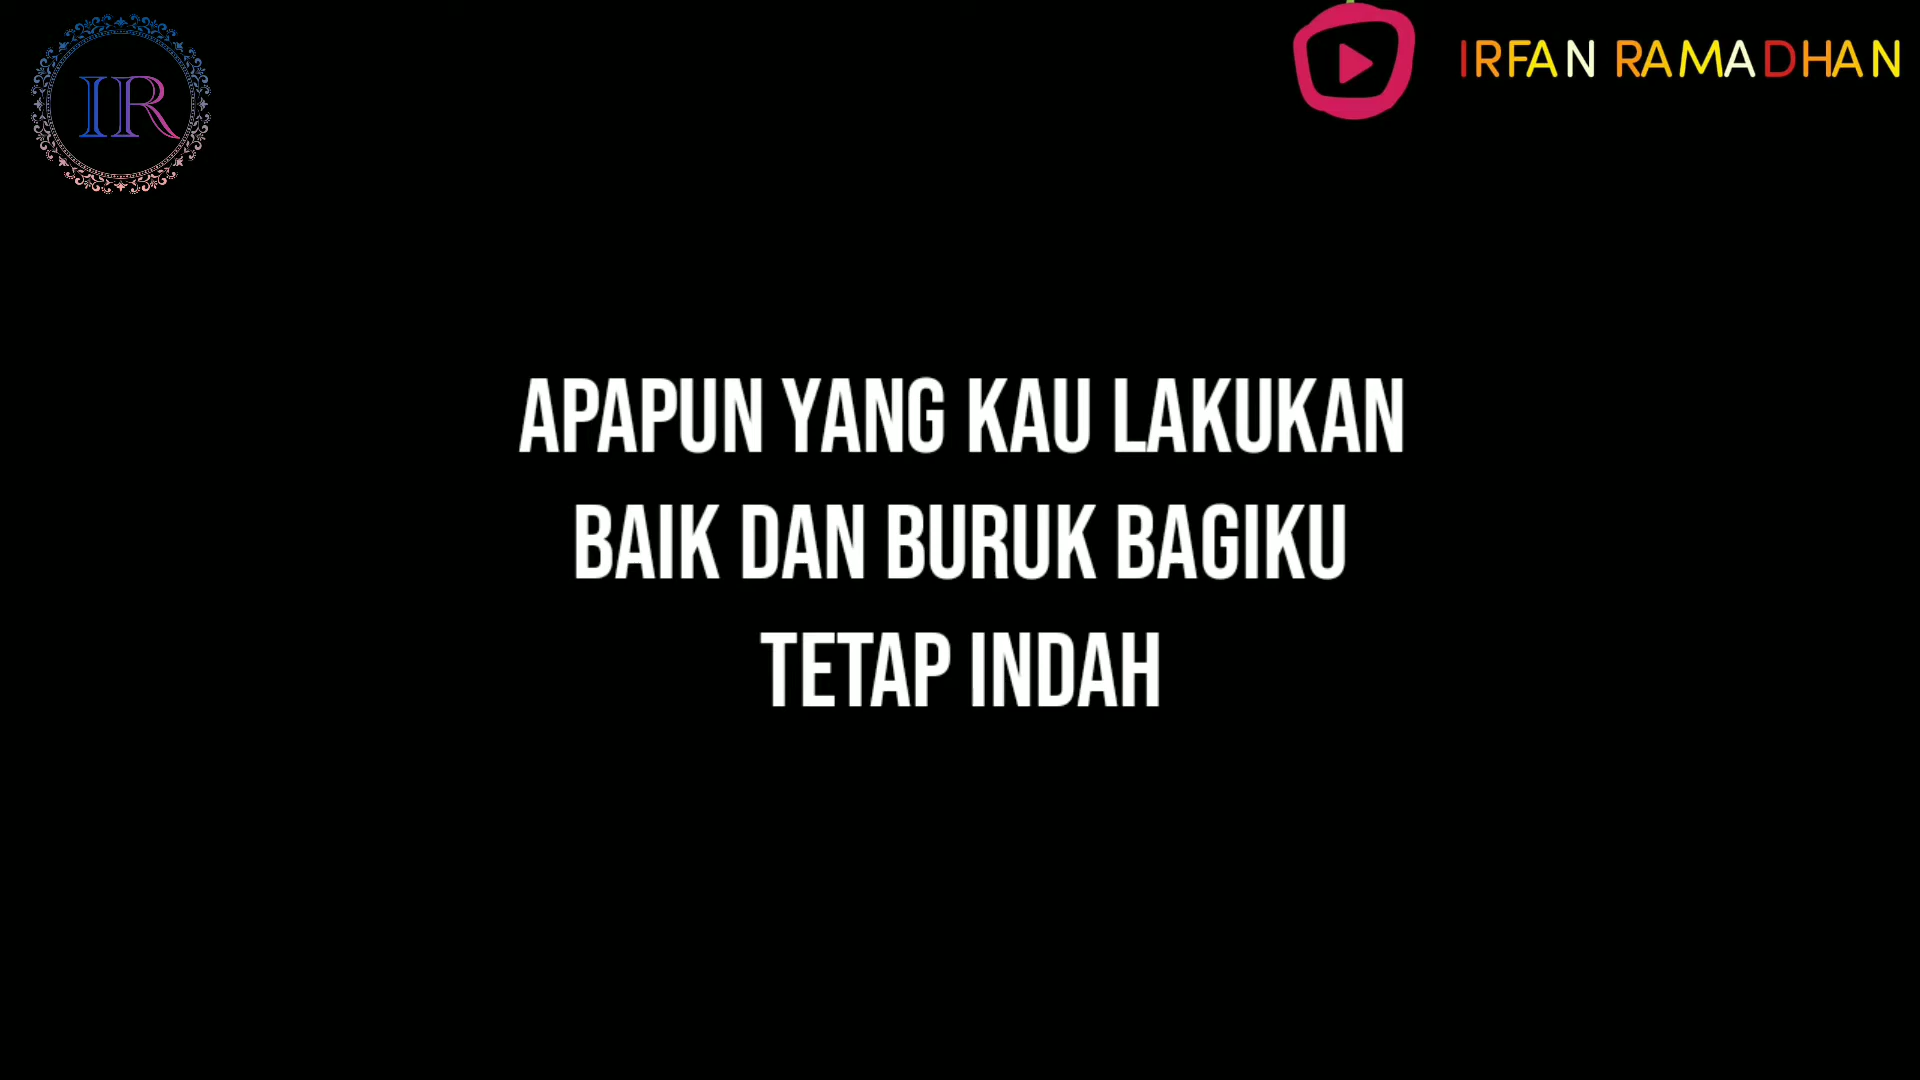 IR
IRFAN RAMADHAN
APAPUN YANG KAU LAKUKAN
BAIK DAN BURUK BAGIKU
TETAP INDAH